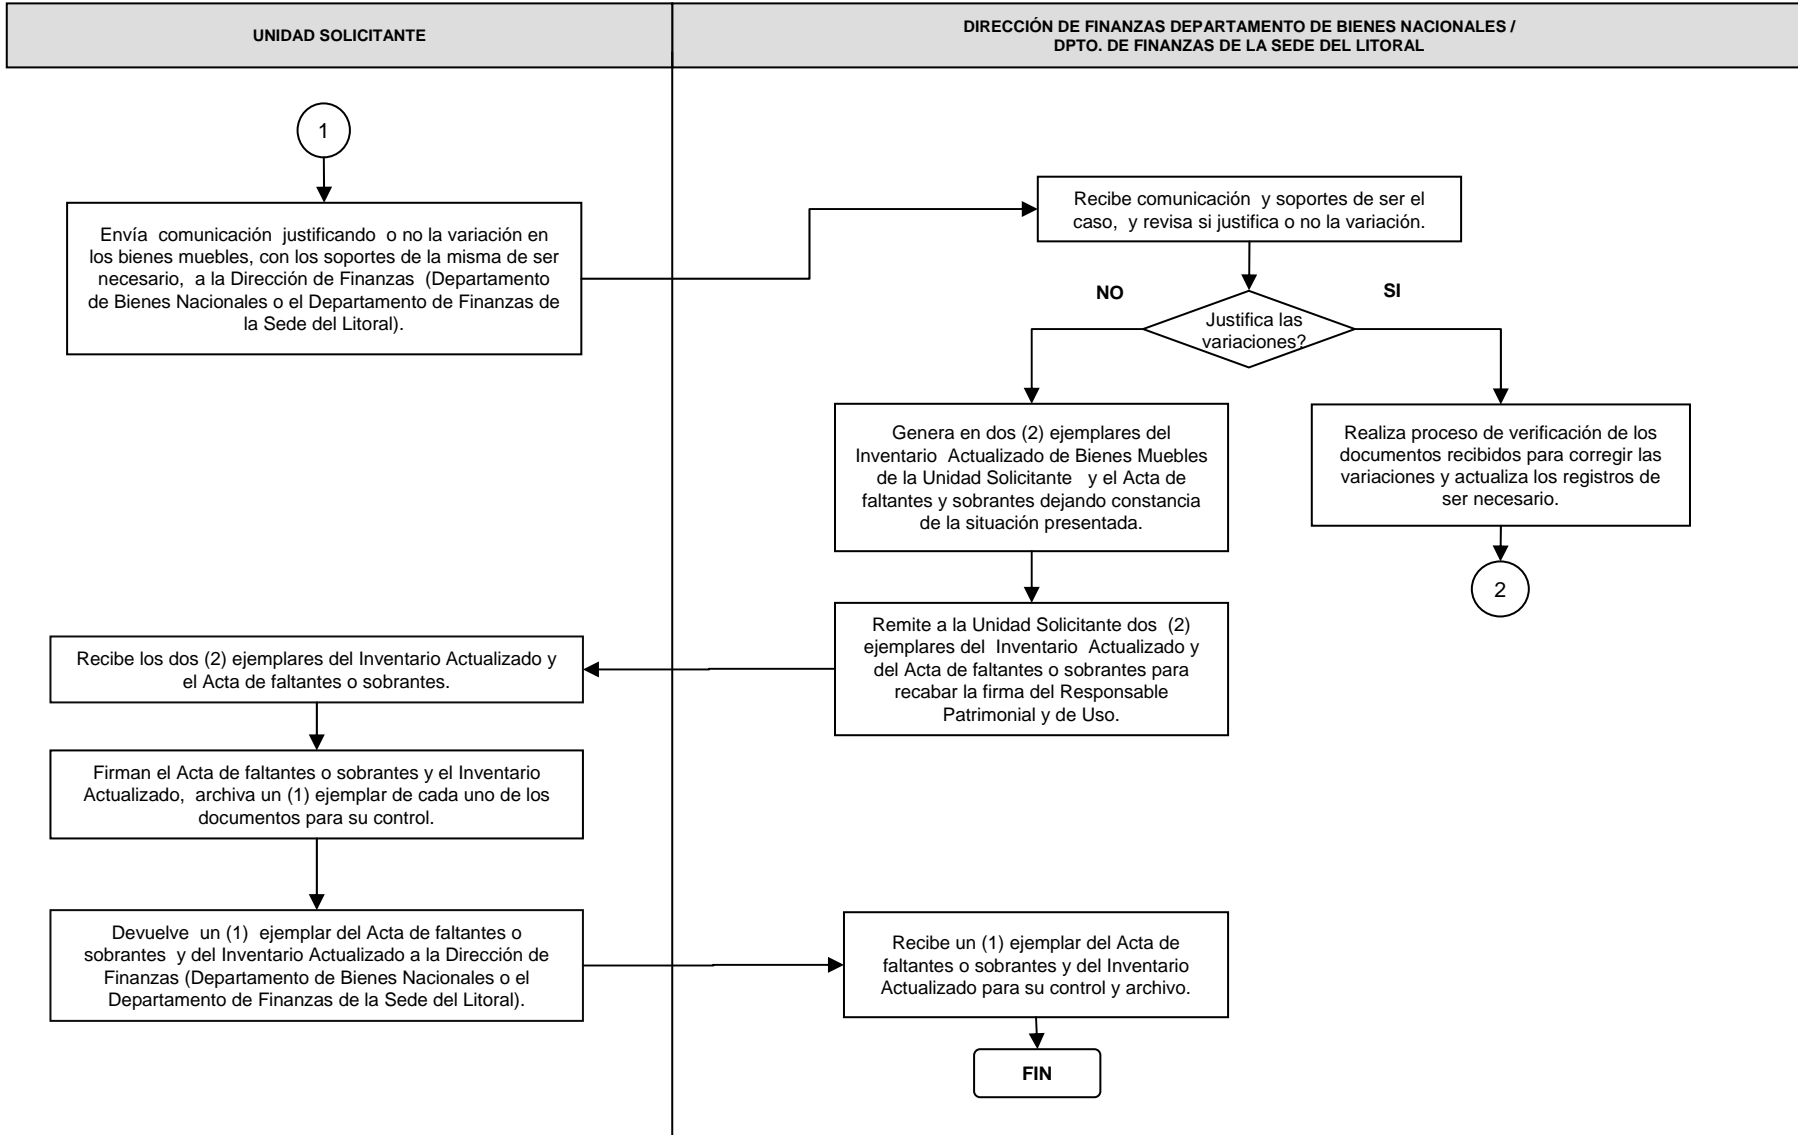 UNIDAD SOLICITANTE
DIRECCIÓN DE FINANZAS DEPARTAMENTO DE BIENES NACIONALES /
DPTO. DE FINANZAS DE LA SEDE DEL LITORAL
1
Envía comunicación justificando o no la variación en
los bienes muebles, con los soportes de la misma de ser
necesario, a la Dirección de Finanzas (Departamento
de Bienes Nacionales o el Departamento de Finanzas de
la Sede del Litoral).
Recibe comunicación y soportes de ser el
caso, y revisa si justifica o no la variación.
NO
SI
Justifica las
variaciones?
Genera en dos (2) ejemplares del
Inventario Actualizado de Bienes Muebles
de la Unidad Solicitante y el Acta de
faltantes y sobrantes dejando constancia
de la situación presentada.
Realiza proceso de verificación de los
documentos recibidos para corregir las
variaciones y actualiza los registros de
ser necesario.
2
Remite a la Unidad Solicitante dos (2)
ejemplares del Inventario Actualizado y
del Acta de faltantes o sobrantes para
recabar la firma del Responsable
Patrimonial y de Uso.
Recibe los dos (2) ejemplares del Inventario Actualizado y
el Acta de faltantes o sobrantes.
Firman el Acta de faltantes o sobrantes y el Inventario
Actualizado, archiva un (1) ejemplar de cada uno de los
documentos para su control.
Devuelve un (1) ejemplar del Acta de faltantes o
sobrantes y del Inventario Actualizado a la Dirección de
Finanzas (Departamento de Bienes Nacionales o el
Departamento de Finanzas de la Sede del Litoral).
Recibe un (1) ejemplar del Acta de
faltantes o sobrantes y del Inventario
Actualizado para su control y archivo.
FIN